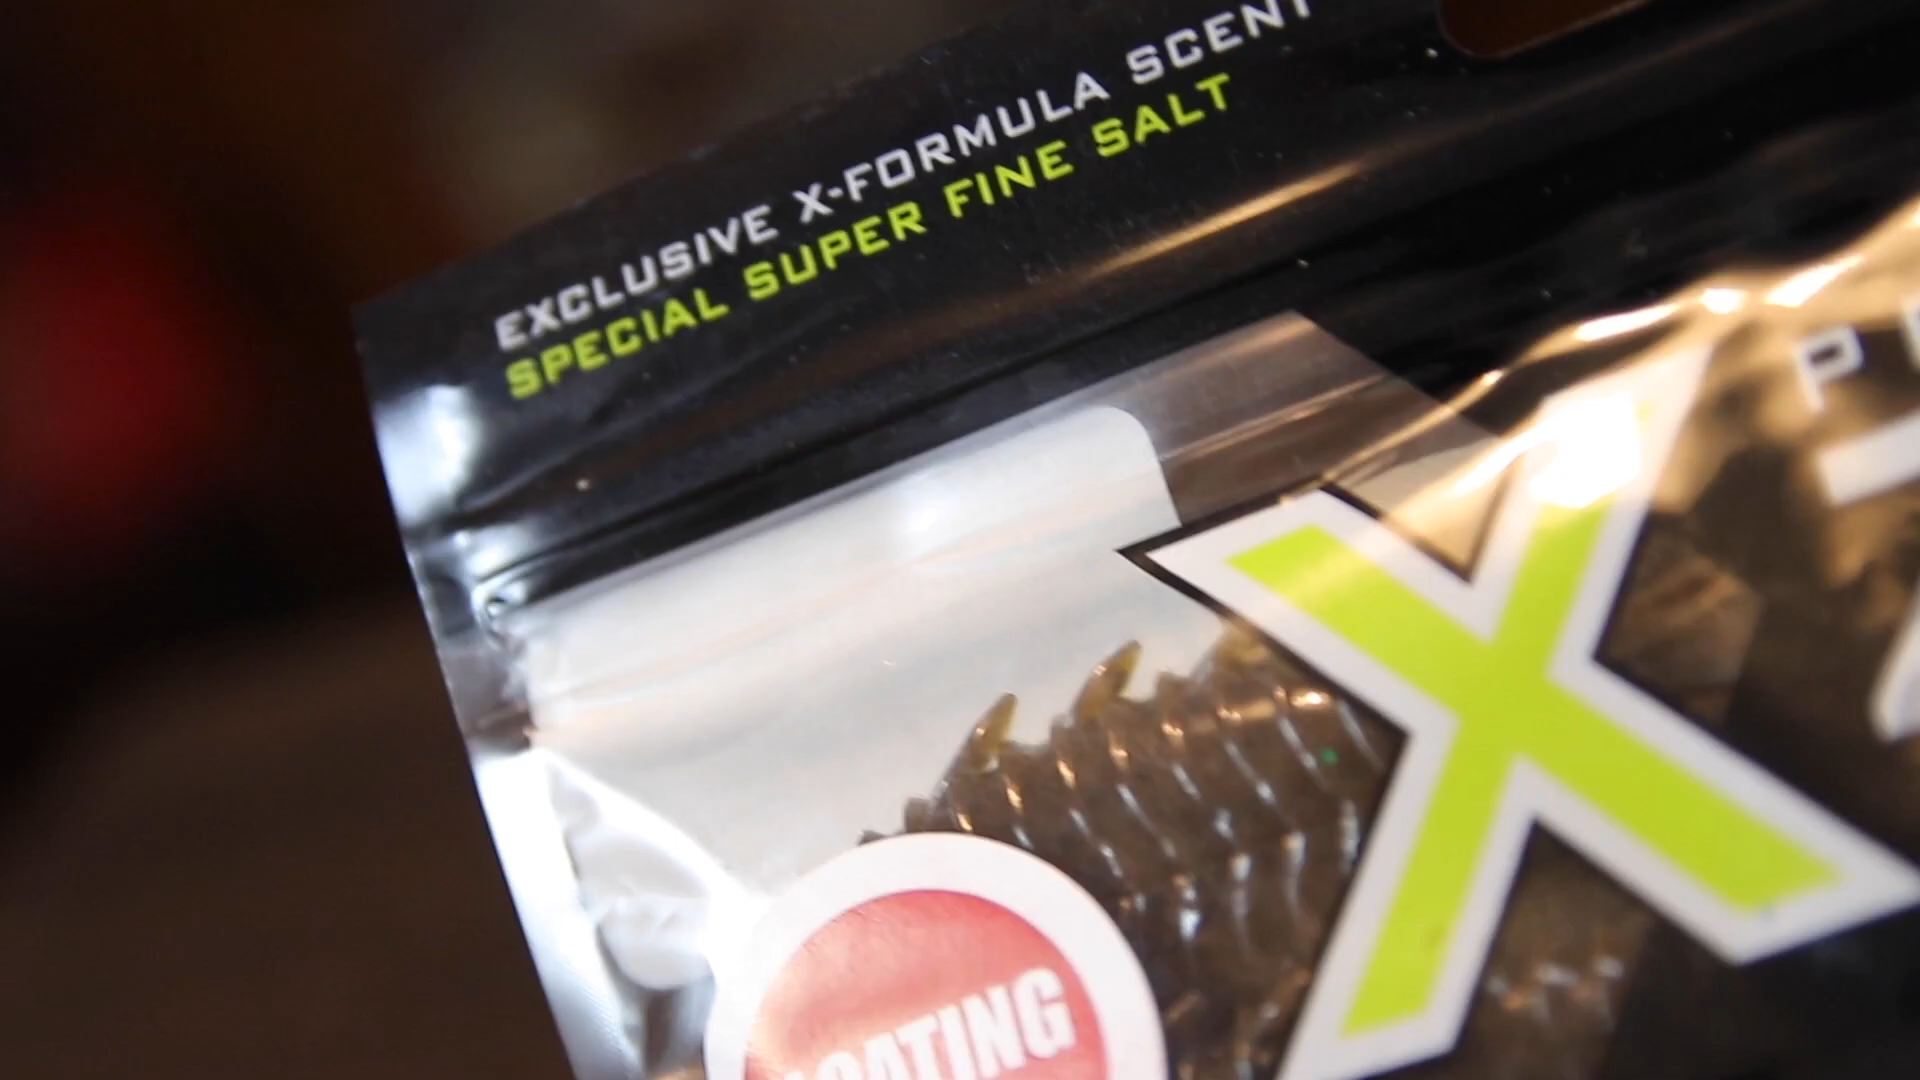 EXCLUSIVE X-FORMULA SCENT
SPECIAL SUPER FINE SALT
X